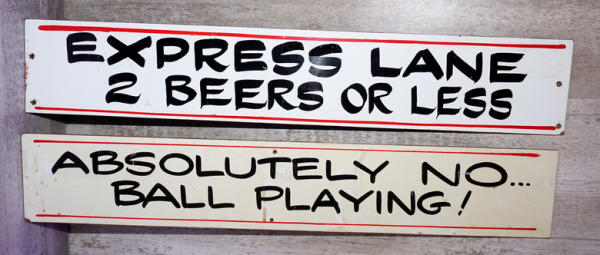 EXPRESS LANE
2 BEERS OR LESS
ABSOLUTELY NO...
BALL PLAYING!